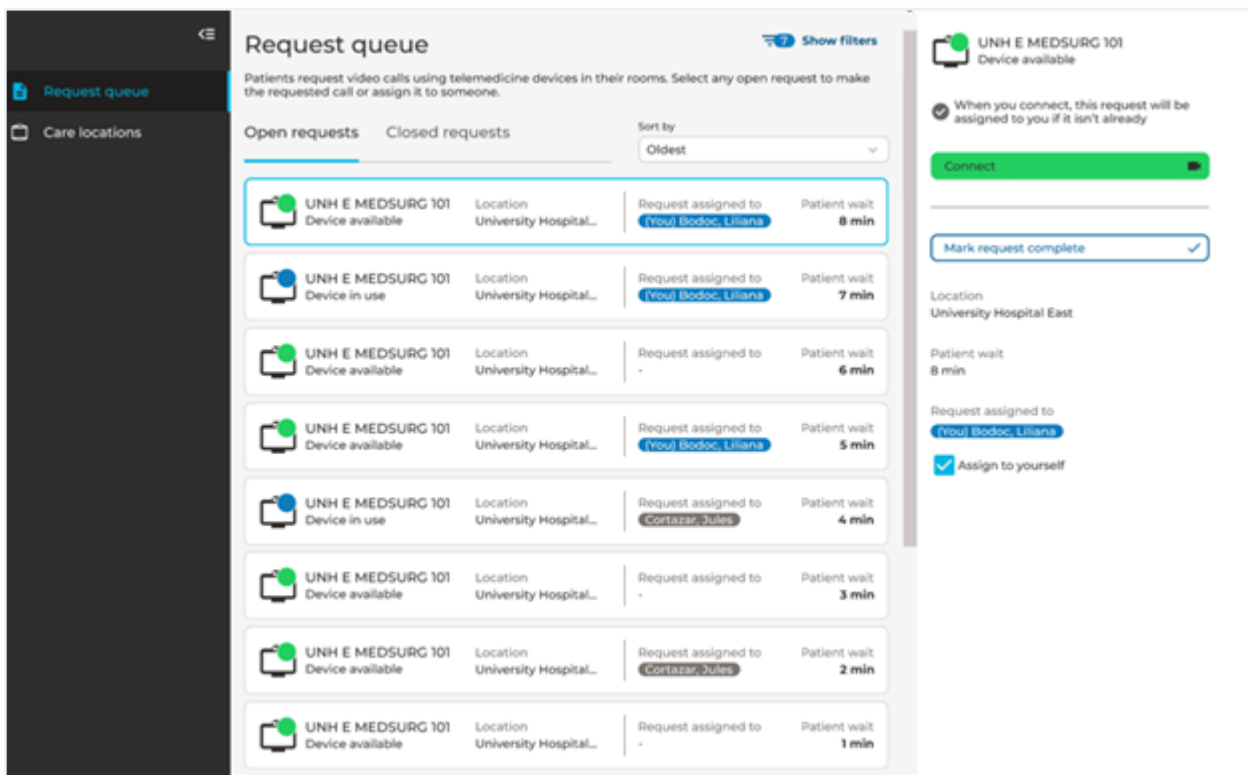 Request queue
Care locations
Request queue
7 Show filters
Patients request video calls using telemedicine devices in their rooms. Select any open request to make
the requested call or assign it to someone.
Open requests Closed requests
Sort by
Oldest
UNH E MEDSURG 101 Location Request assigned to Patient wait
Device available University Hospital... (You) Bodoc, Liliana 8 min
UNH E MEDSURG 101 Location Request assigned to Patient wait
Device in use University Hospital... (You) Bodoc, Liliana 7 min
UNH E MEDSURG 101 Location Request assigned to Patient wait
Device available University Hospital... - 6 min
UNH E MEDSURG 101 Location Request assigned to Patient wait
Device available University Hospital... (You) Bodoc, Liliana 5 min
UNH E MEDSURG 101 Location Request assigned to Patient wait
Device in use University Hospital... Cortazar, Jules 4 min
UNH E MEDSURG 101 Location Request assigned to Patient wait
Device available University Hospital... - 3 min
UNH E MEDSURG 101 Location Request assigned to Patient wait
Device available University Hospital... Cortazar, Jules 2 min
UNH E MEDSURG 101 Location Request assigned to Patient wait
Device available University Hospital... - 1 min
UNH E MEDSURG 101
Device available
When you connect, this request will be
assigned to you if it isn't already
Connect
Mark request complete
Location
University Hospital East
Patient wait
8 min
Request assigned to
(You) Bodoc, Liliana
Assign to yourself